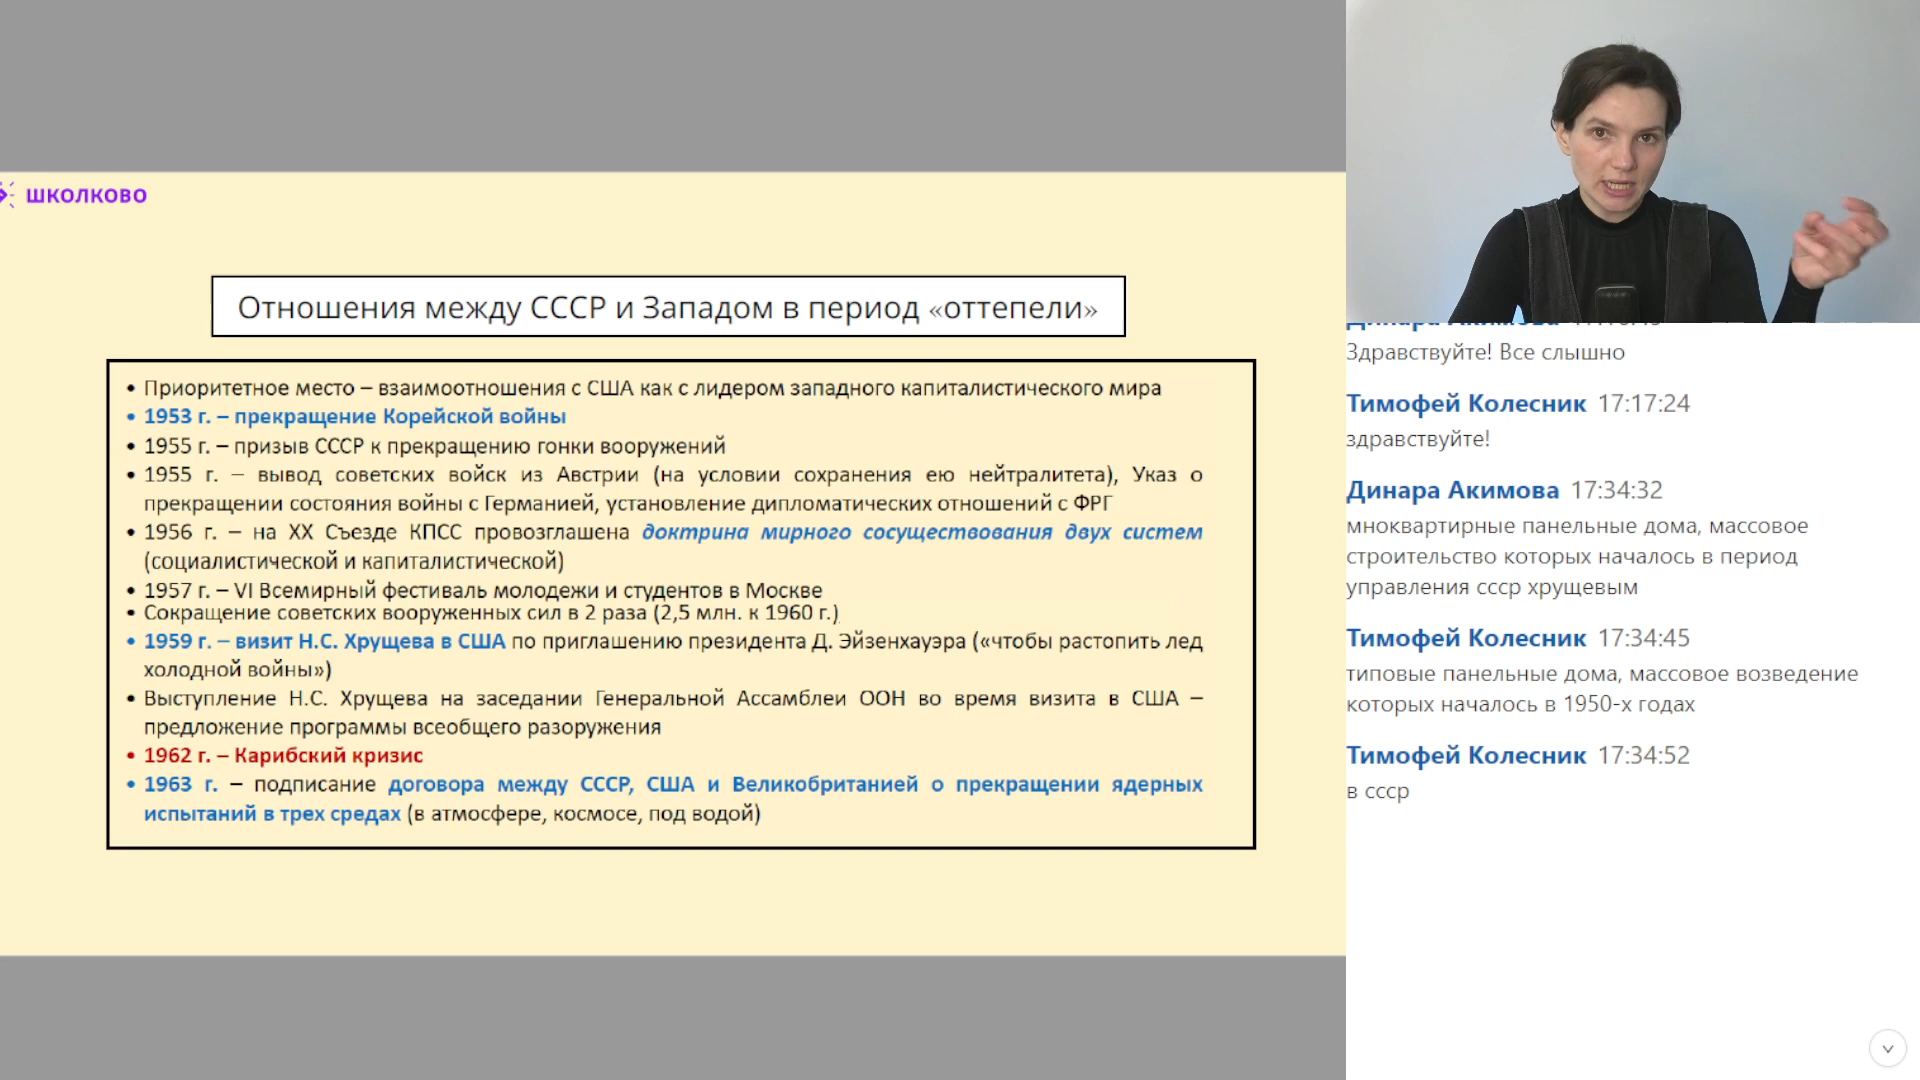 ШКОЛКОВО
Отношения между СССР и Западом в период «оттепели»
• Приоритетное место – взаимоотношения с США как с лидером западного капиталистического мира
• 1953 г. – прекращение Корейской войны
• 1955 г. – призыв СССР к прекращению гонки вооружений
• 1955 г. – вывод советских войск из Австрии (на условии сохранения ею нейтралитета), Указ о
прекращении состояния войны с Германией, установление дипломатических отношений с ФРГ
• 1956 г. – на XX Съезде КПСС провозглашена доктрина мирного сосуществования двух систем
(социалистической и капиталистической)
• 1957 г. – VI Всемирный фестиваль молодежи и студентов в Москве
• Сокращение советских вооруженных сил в 2 раза (2,5 млн. к 1960 г.)
• 1959 г. – визит Н.С. Хрущева в США по приглашению президента Д. Эйзенхауэра («чтобы растопить лед
холодной войны»)
• Выступление Н.С. Хрущева на заседании Генеральной Ассамблеи ООН во время визита в США –
предложение программы всеобщего разоружения
• 1962 г. – Карибский кризис
• 1963 г. – подписание договора между СССР, США и Великобританией о прекращении ядерных
испытаний в трех средах (в атмосфере, космосе, под водой)
Динара Акимова
Здравствуйте! Все слышно
Тимофей Колесник 17:17:24
здравствуйте!
Динара Акимова 17:34:32
мноквартирные панельные дома, массовое
строительство которых началось в период
управления ссср хрущевым
Тимофей Колесник 17:34:45
типовые панельные дома, массовое возведение
которых началось в 1950-х годах
Тимофей Колесник 17:34:52
в ссср